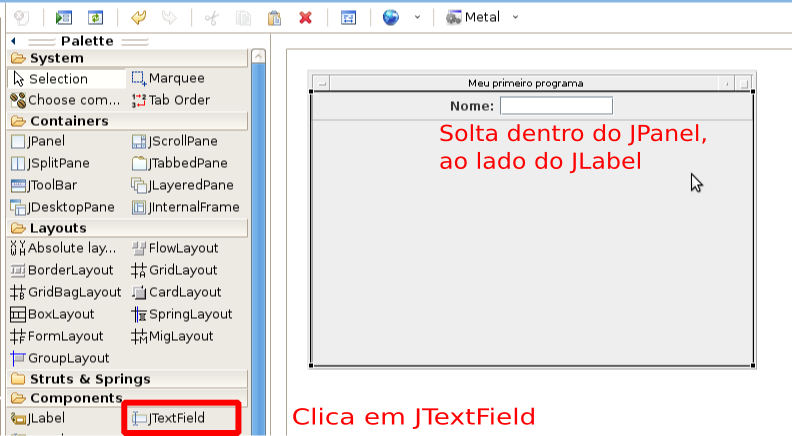 Metal
Palette
System
Selection
Marquee
Choose com...
Tab Order
Containers
JPanel
JScrollPane
JSplitPane
JTabbedPane
JToolBar
JLayeredPane
JDesktopPane
JInternalFrame
Layouts
Absolute lay...
FlowLayout
BorderLayout
GridLayout
GridBagLayout
CardLayout
BoxLayout
SpringLayout
FormLayout
MigLayout
GroupLayout
Struts & Springs
Components
JLabel
JTextField
Meu primeiro programa
Nome:
Solta dentro do JPanel,
ao lado do JLabel
Clica em JTextField